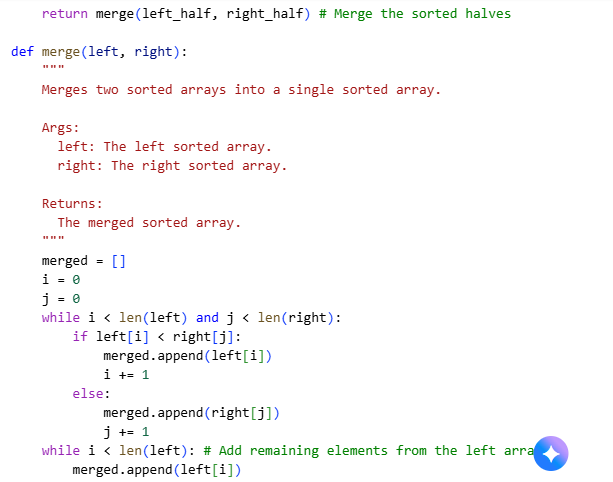 return merge(left_half, right_half) # Merge the sorted halves

def merge(left, right):
    """
    Merges two sorted arrays into a single sorted array.

    Args:
      left: The left sorted array.
      right: The right sorted array.

    Returns:
      The merged sorted array.
    """
    merged = []
    i = 0
    j = 0
    while i < len(left) and j < len(right):
        if left[i] < right[j]:
            merged.append(left[i])
            i += 1
        else:
            merged.append(right[j])
            j += 1
    while i < len(left): # Add remaining elements from the left arra
        merged.append(left[i])